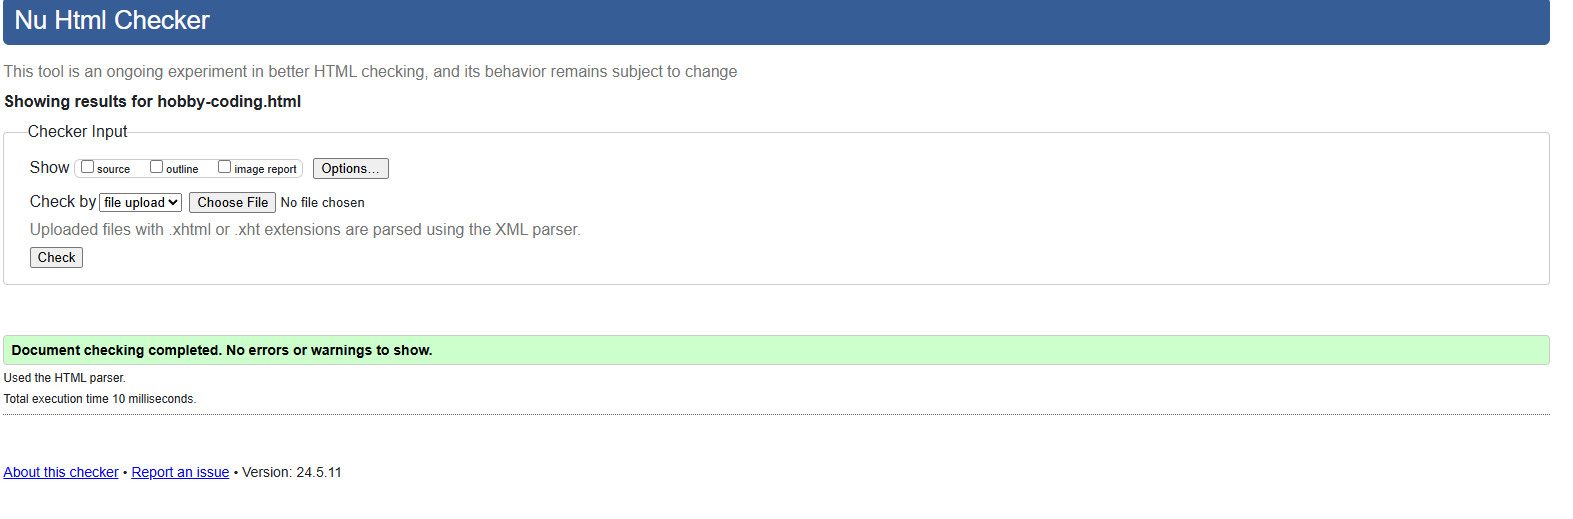 Nu Html Checker
This tool is an ongoing experiment in better HTML checking, and its behavior remains subject to change
Showing results for hobby-coding.html
Checker Input
Show source outline image report Options...
Check by file upload Choose File No file chosen
Uploaded files with .xhtml or .xht extensions are parsed using the XML parser.
Check
Document checking completed. No errors or warnings to show.
Used the HTML parser.
Total execution time 10 milliseconds.
About this checker • Report an issue • Version: 24.5.11